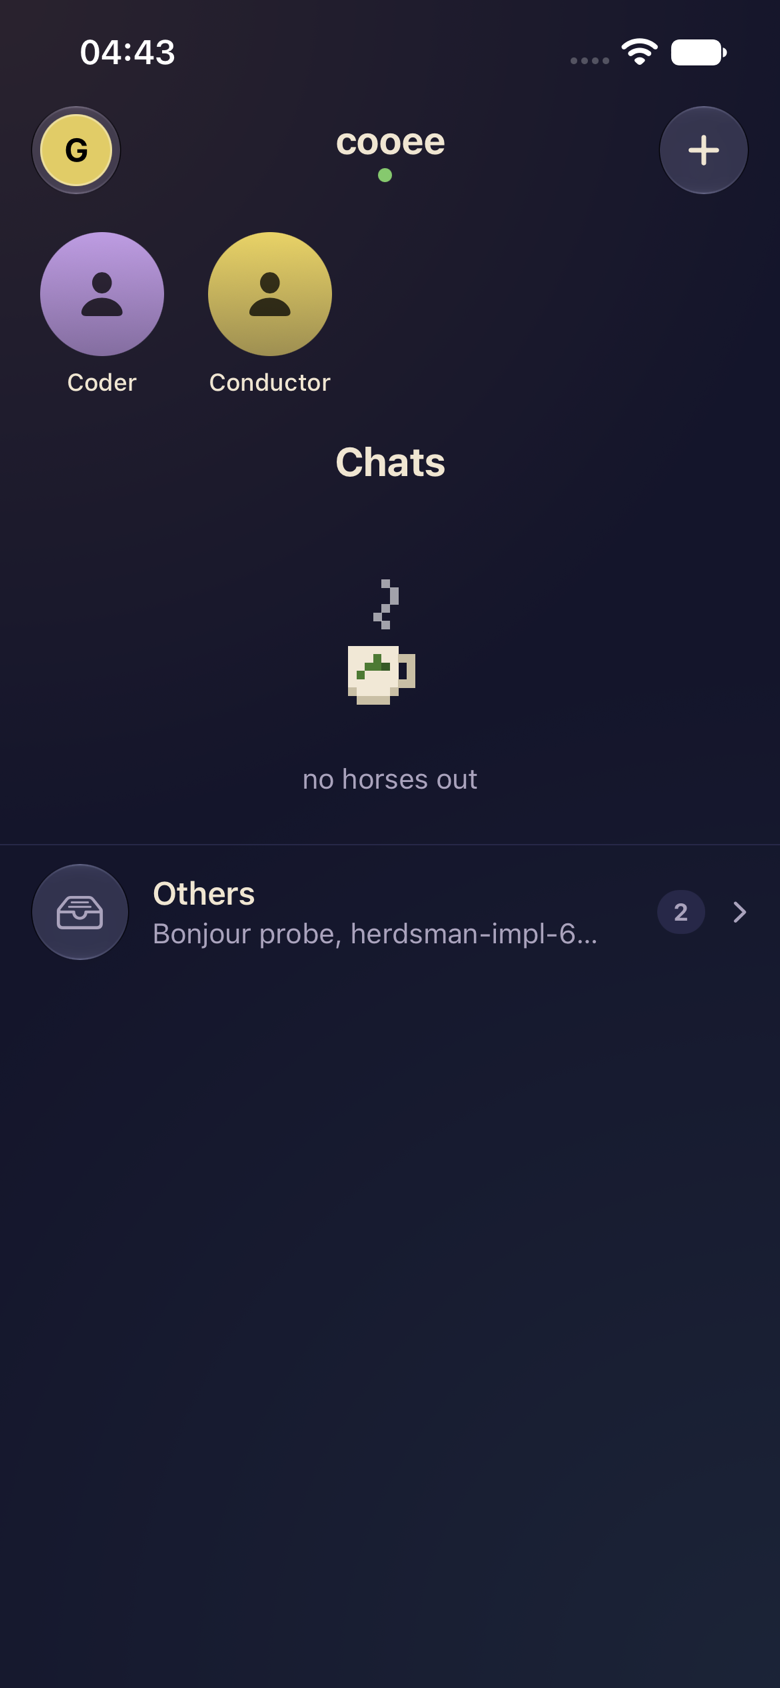 04:43
G
cooee
Coder
Conductor
Chats
no horses out
Others
Bonjour probe, herdsman-impl-6...
2